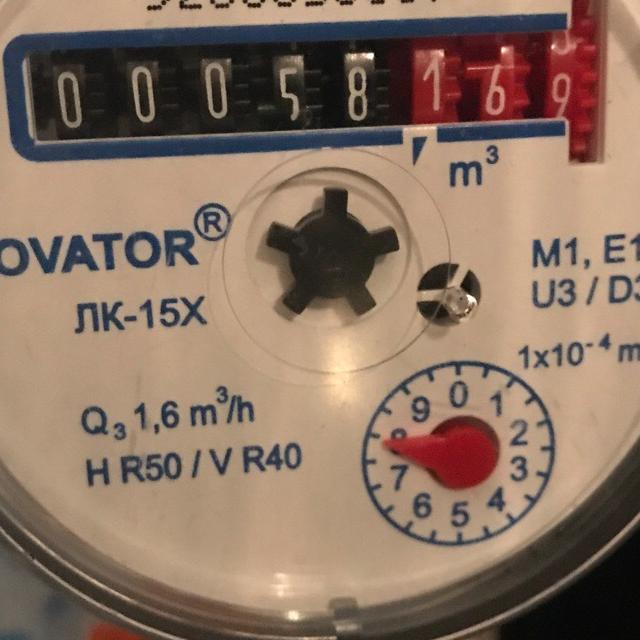 00058169
m³
OVATOR®
ЛК-15Х
M1, E1
U3 / D3
1x10⁻⁴ m
Q₃ 1,6 m³/h
H R50 / V R40
0
1
2
3
4
5
6
7
8
9